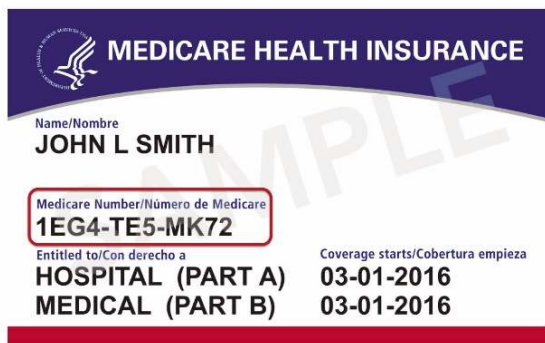 MEDICARE HEALTH INSURANCE
Name/Nombre
JOHN L SMITH
Medicare Number/Número de Medicare
1EG4-TE5-MK72
Entitled to/Con derecho a Coverage starts/Cobertura empieza
HOSPITAL (PART A) 03-01-2016
MEDICAL (PART B) 03-01-2016
SAMPLE